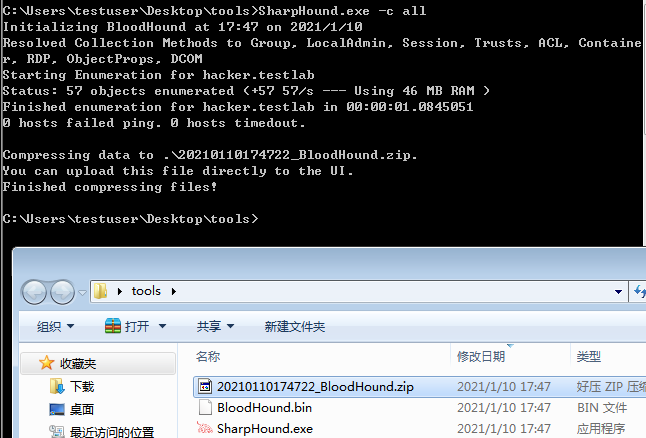 C:\Users\testuser\Desktop\tools>SharpHound.exe -c all
Initializing BloodHound at 17:47 on 2021/1/10
Resolved Collection Methods to Group, LocalAdmin, Session, Trusts, ACL, Containe
r, RDP, ObjectProps, DCOM
Starting Enumeration for hacker.testlab
Status: 57 objects enumerated (+57 57/s --- Using 46 MB RAM )
Finished enumeration for hacker.testlab in 00:00:01.0845051
0 hosts failed ping. 0 hosts timedout.
Compressing data to .\20210110174722_BloodHound.zip.
You can upload this file directly to the UI.
Finished compressing files!
C:\Users\testuser\Desktop\tools>
tools
组织 打开 共享 新建文件夹
收藏夹 名称 修改日期 类型
下载 20210110174722_BloodHound.zip 2021/1/10 17:47 好压 ZIP 压缩
桌面 BloodHound.bin 2021/1/10 17:47 BIN 文件
最近访问的位置 SharpHound.exe 2021/1/10 17:47 应用程序